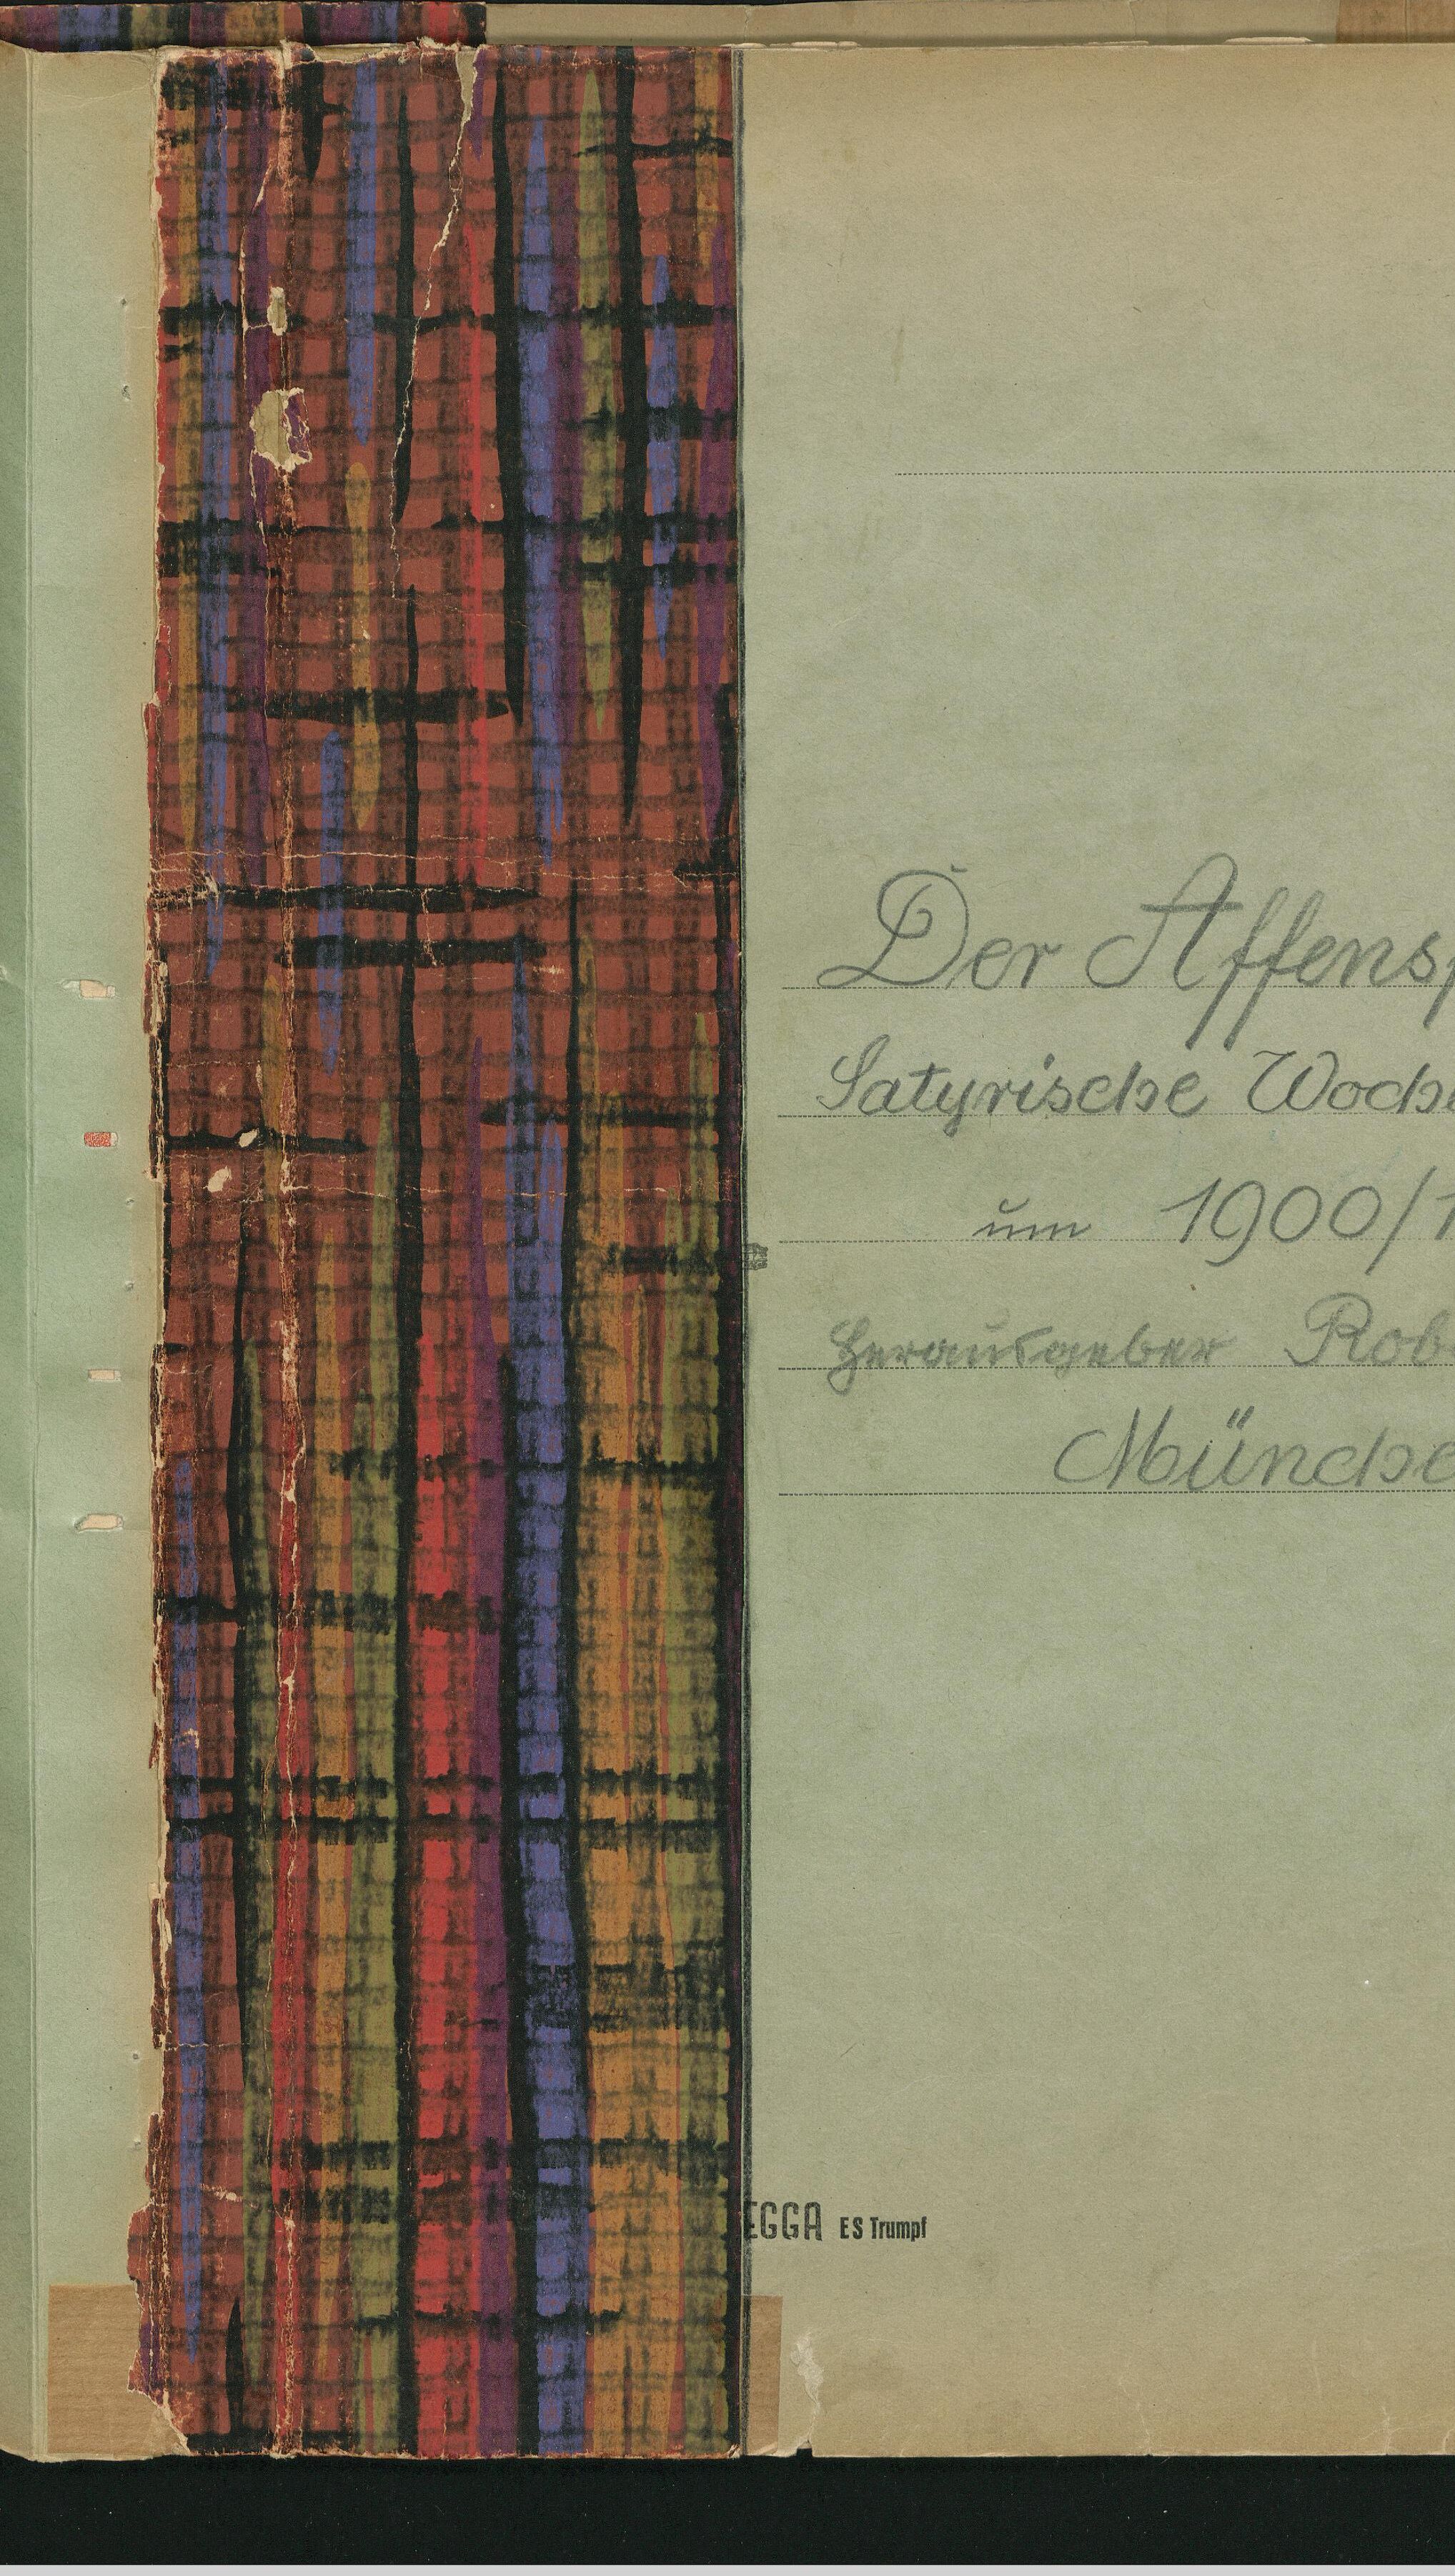 Der Affensp
Satyrische Woche
um 1900/1
Herausgeber Rob
Münche
EGGA ES Trumpf